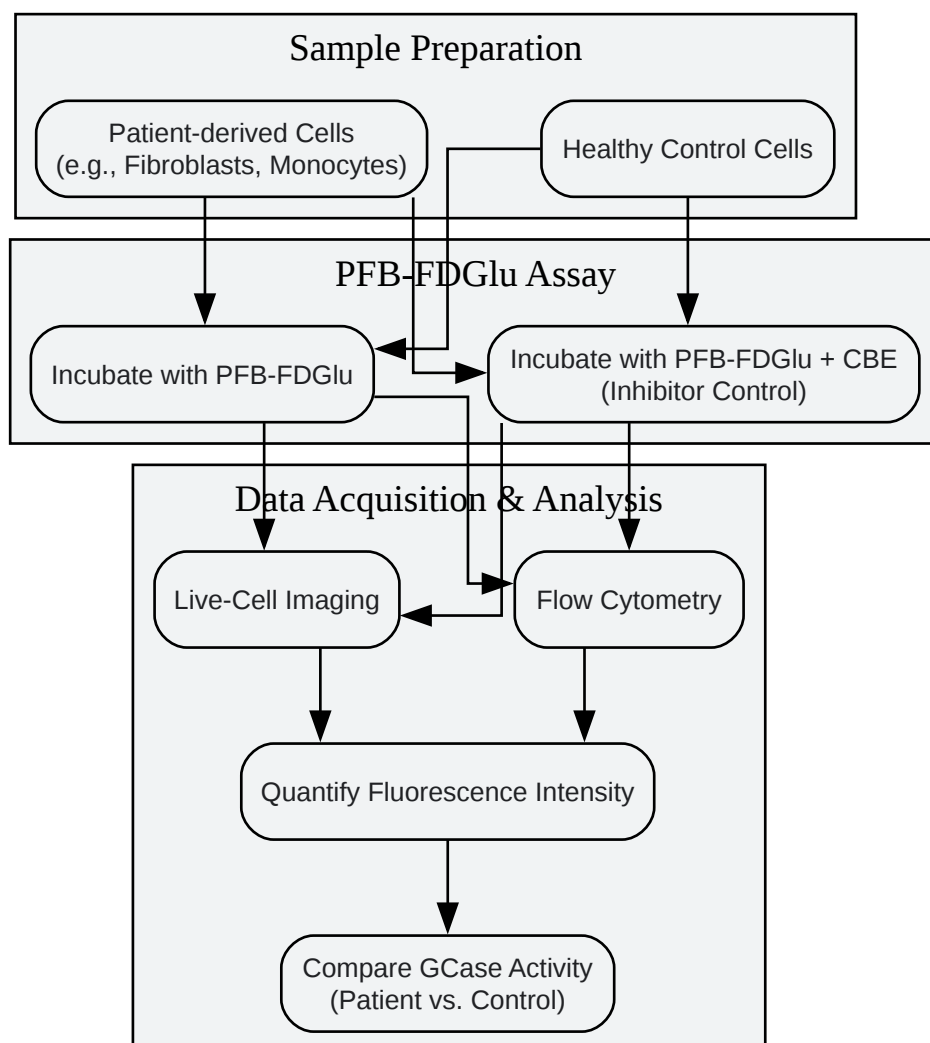 Sample Preparation
Patient-derived Cells
(e.g., Fibroblasts, Monocytes)
Healthy Control Cells
PFB-FDGlu Assay
Incubate with PFB-FDGlu
Incubate with PFB-FDGlu + CBE
(Inhibitor Control)
Data Acquisition & Analysis
Live-Cell Imaging
Flow Cytometry
Quantify Fluorescence Intensity
Compare GCase Activity
(Patient vs. Control)